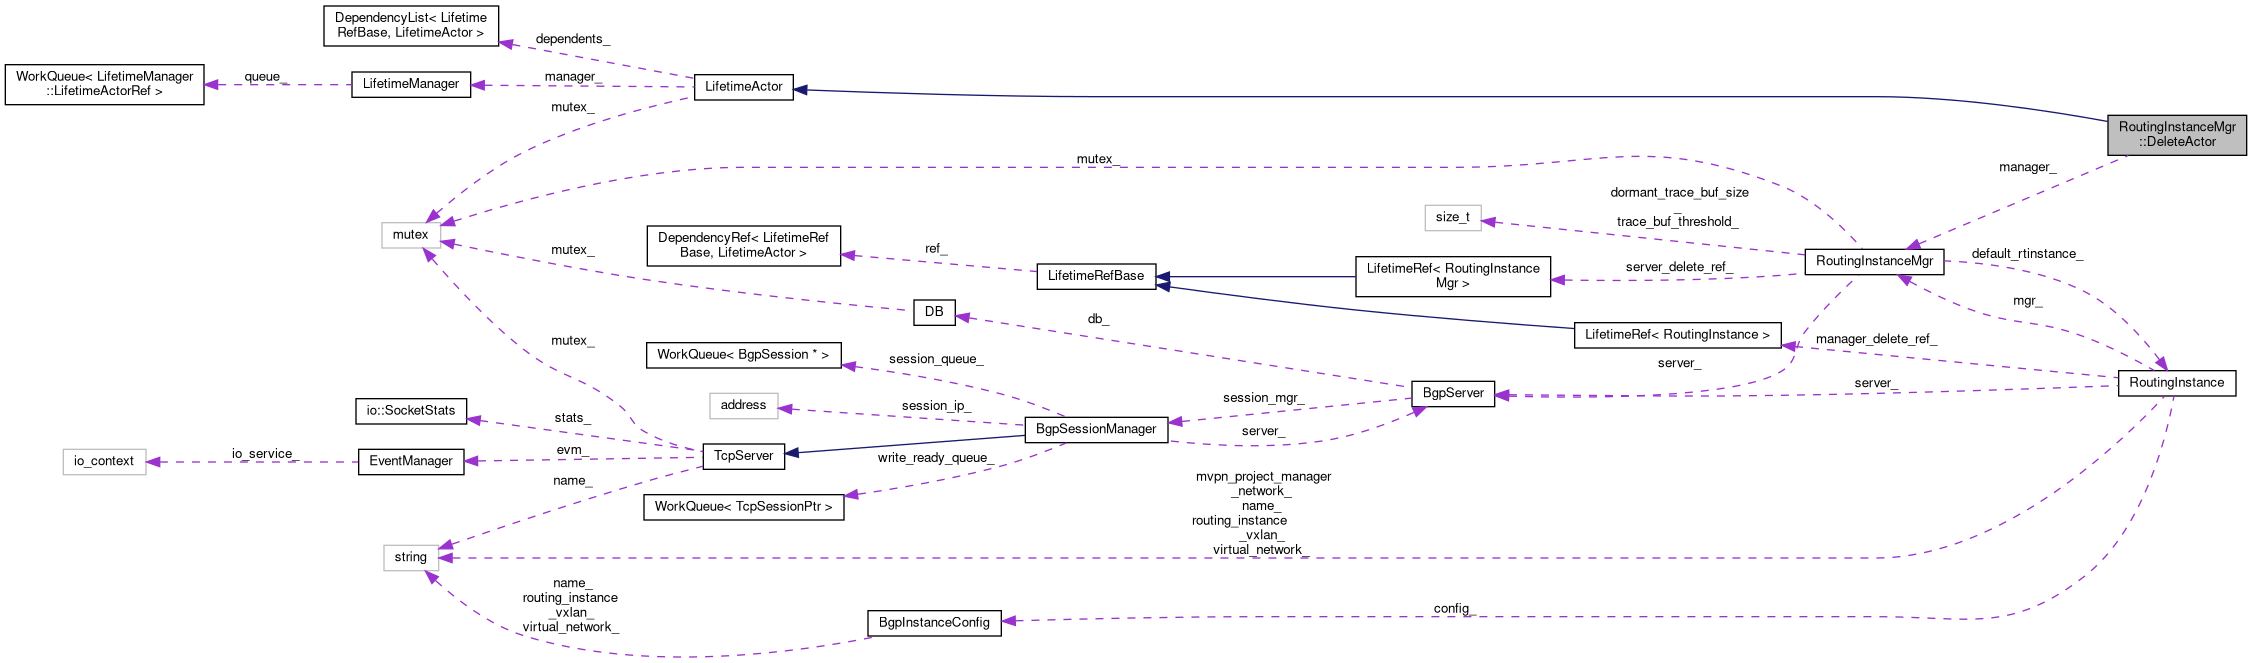 DependencyList< Lifetime
RefBase, LifetimeActor >
dependents_
WorkQueue< LifetimeManager
::LifetimeActorRef >
queue_
LifetimeManager
manager_
LifetimeActor
mutex_
RoutingInstanceMgr
::DeleteActor
manager_
mutex_
dormant_trace_buf_size
_
trace_buf_threshold_
size_t
mutex
mutex_
DependencyRef< LifetimeRef
Base, LifetimeActor >
ref_
LifetimeRefBase
LifetimeRef< RoutingInstance
Mgr >
server_delete_ref_
RoutingInstanceMgr
default_rtinstance_
mgr_
DB
db_
LifetimeRef< RoutingInstance >
manager_delete_ref_
mutex_
WorkQueue< BgpSession * >
session_queue_
server_
server_
RoutingInstance
BgpServer
address
session_ip_
session_mgr_
io::SocketStats
stats_
BgpSessionManager
server_
io_context
io_service_
EventManager
evm_
TcpServer
write_ready_queue_
name_
WorkQueue< TcpSessionPtr >
mvpn_project_manager
_network_
name_
routing_instance
_vxlan_
virtual_network_
string
name_
routing_instance
_vxlan_
virtual_network_
BgpInstanceConfig
config_